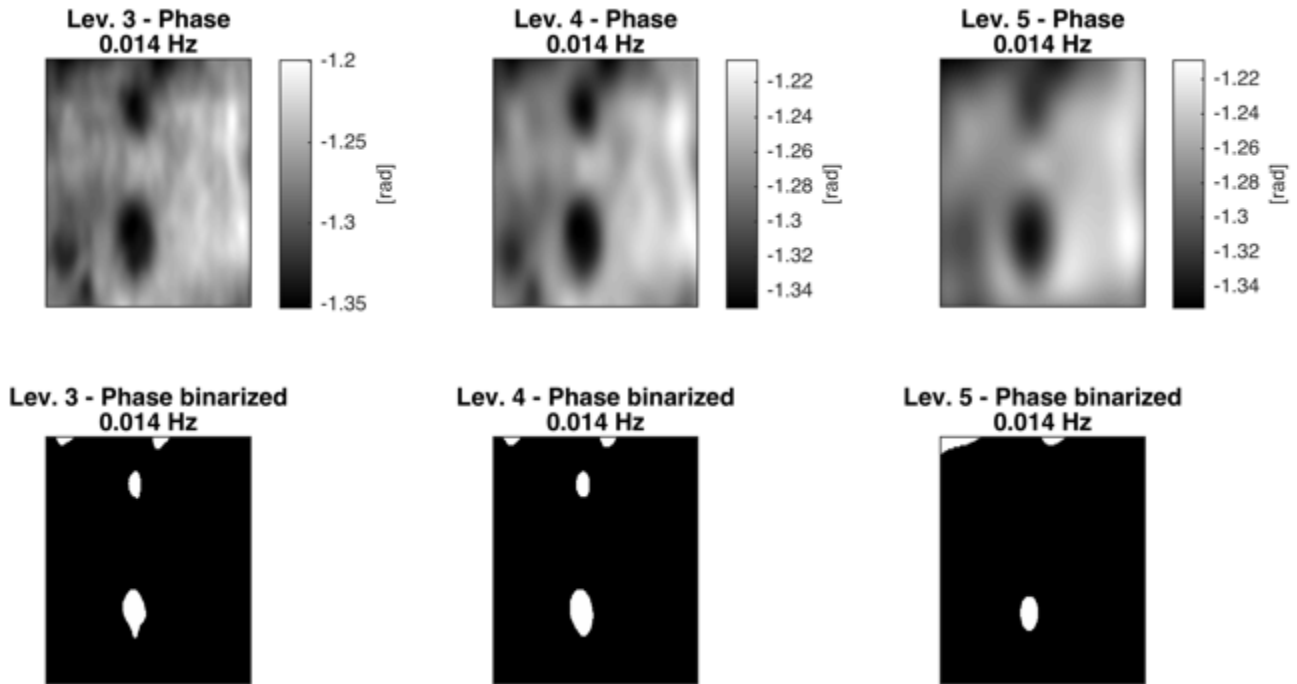 Lev. 3 - Phase
0.014 Hz
-1.2
-1.25
-1.3
-1.35
[rad]
Lev. 4 - Phase
0.014 Hz
-1.22
-1.24
-1.26
-1.28
-1.3
-1.32
-1.34
[rad]
Lev. 5 - Phase
0.014 Hz
-1.22
-1.24
-1.26
-1.28
-1.3
-1.32
-1.34
[rad]
Lev. 3 - Phase binarized
0.014 Hz
Lev. 4 - Phase binarized
0.014 Hz
Lev. 5 - Phase binarized
0.014 Hz